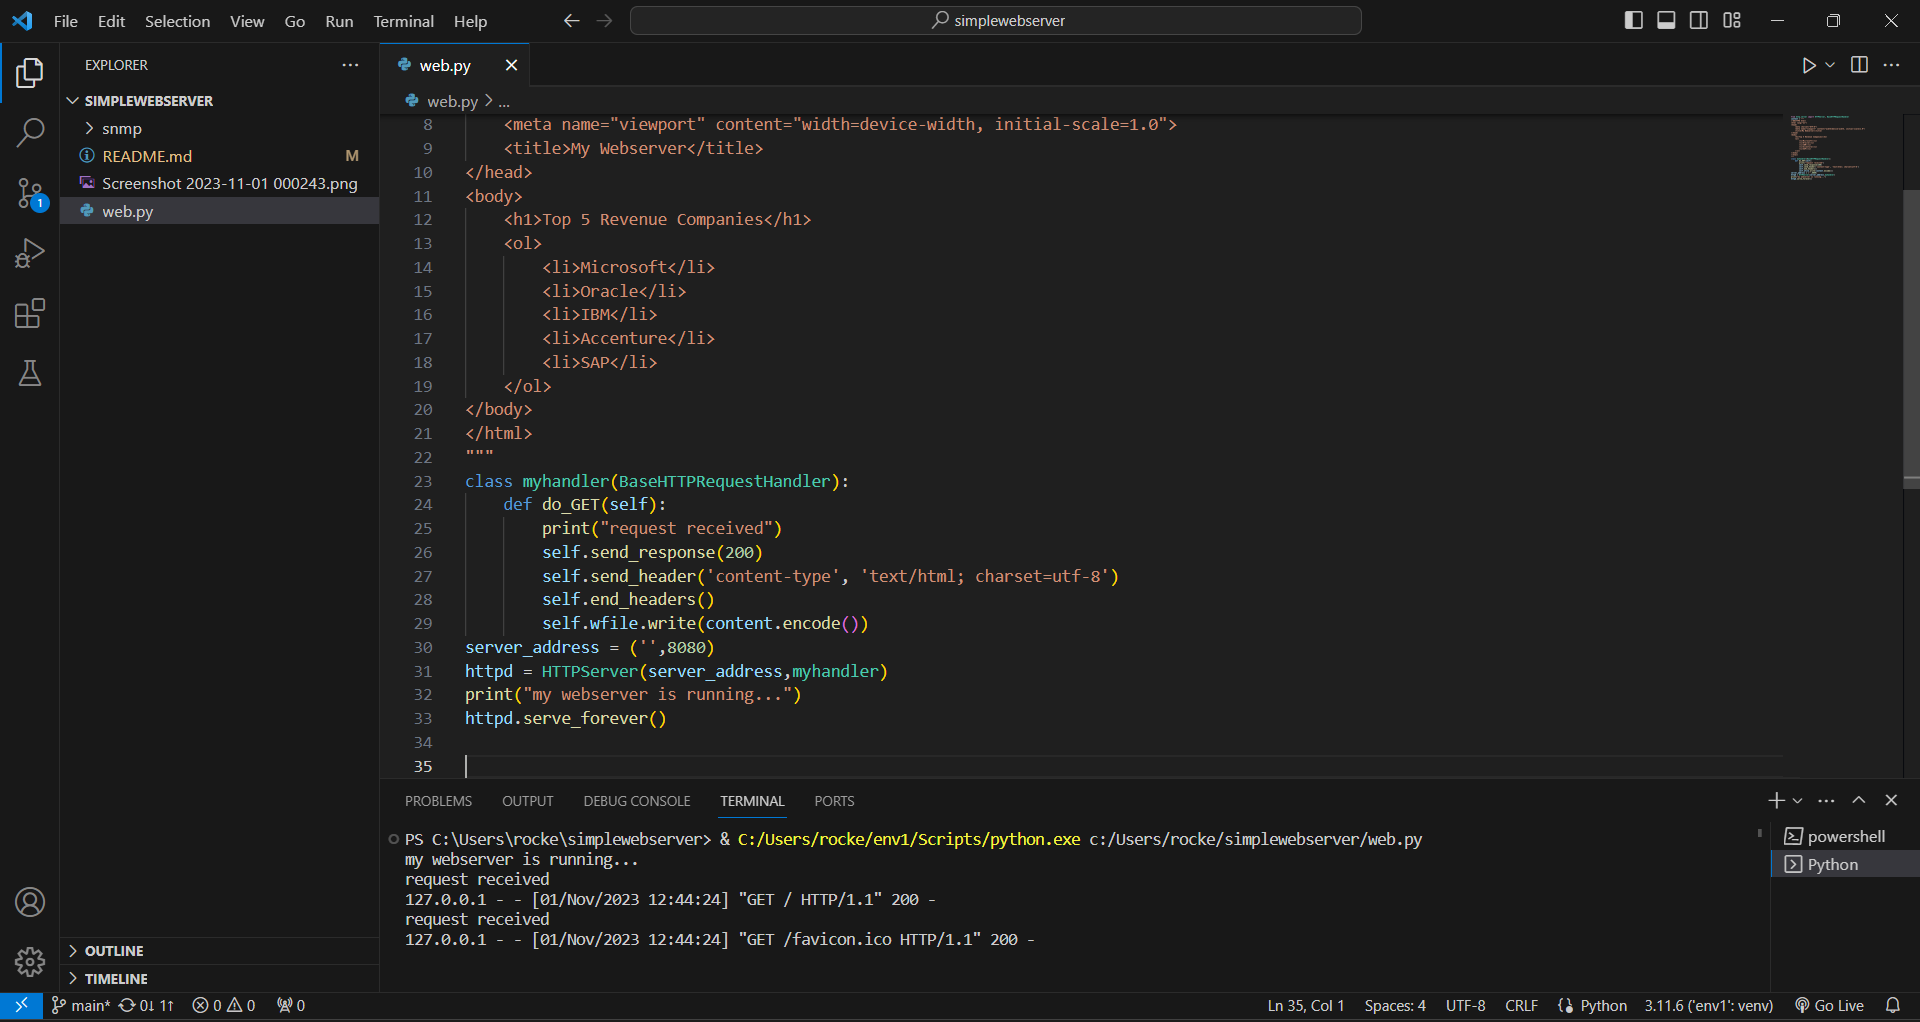 File Edit Selection View Go Run Terminal Help
simplewebserver
EXPLORER
SIMPLEWEBSERVER
snmp
README.md M
Screenshot 2023-11-01 000243.png
web.py
1
web.py
web.py > ...
8 <meta name="viewport" content="width=device-width, initial-scale=1.0">
9 <title>My Webserver</title>
10 </head>
11 <body>
12 <h1>Top 5 Revenue Companies</h1>
13 <ol>
14 <li>Microsoft</li>
15 <li>Oracle</li>
16 <li>IBM</li>
17 <li>Accenture</li>
18 <li>SAP</li>
19 </ol>
20 </body>
21 </html>
22 """
23 class myhandler(BaseHTTPRequestHandler):
24 def do_GET(self):
25 print("request received")
26 self.send_response(200)
27 self.send_header('content-type', 'text/html; charset=utf-8')
28 self.end_headers()
29 self.wfile.write(content.encode())
30 server_address = ('',8080)
31 httpd = HTTPServer(server_address,myhandler)
32 print("my webserver is running...")
33 httpd.serve_forever()
34
35
PROBLEMS OUTPUT DEBUG CONSOLE TERMINAL PORTS
PS C:\Users\rocke\simplewebserver> & C:/Users/rocke/env1/Scripts/python.exe c:/Users/rocke/simplewebserver/web.py
my webserver is running...
request received
127.0.0.1 - - [01/Nov/2023 12:44:24] "GET / HTTP/1.1" 200 -
request received
127.0.0.1 - - [01/Nov/2023 12:44:24] "GET /favicon.ico HTTP/1.1" 200 -
powershell
Python
OUTLINE
TIMELINE
main* 0↓ 1↑ 0 0 0 Ln 35, Col 1 Spaces: 4 UTF-8 CRLF Python 3.11.6 ('env1': venv) Go Live